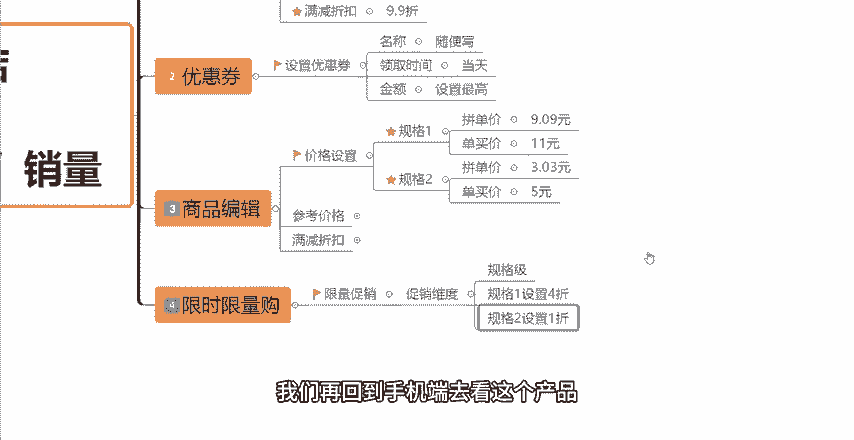 满减折扣 9.9折
2 优惠券
设置优惠券
名称 随便写
领取时间 当天
金额 设置最高
销量
3 商品编辑
价格设置
规格1
拼单价 9.09元
单买价 11元
规格2
拼单价 3.03元
单买价 5元
参考价格
满减折扣
4 限时限量购
限量促销 促销维度
规格级
规格1设置4折
规格2设置1折
我们再回到手机端去看这个产品